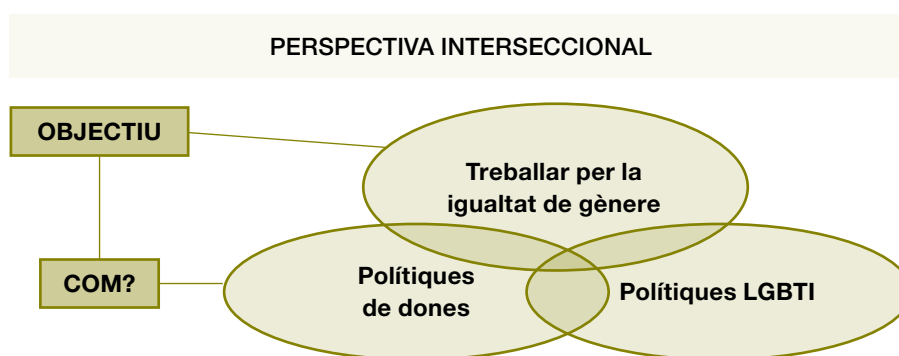 PERSPECTIVA INTERSECCIONAL
OBJECTIU
Treballar per la
igualtat de gènere
COM?
Polítiques
de dones
Polítiques LGBTI